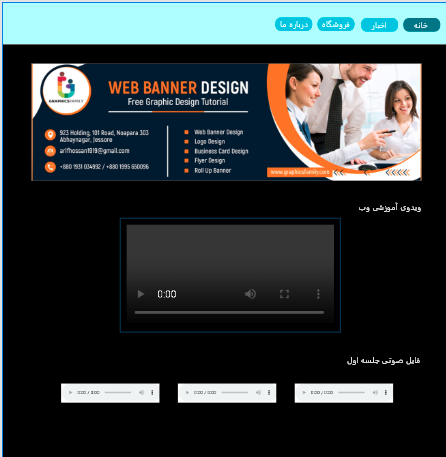 خانه
اخبار
فروشگاه
درباره ما
GRAPHICSFAMILY
WEB BANNER DESIGN
Free Graphic Design Tutorial
923 Holding, 101 Road, Noapara 303
Abhaynagar, Jessore
arifhossan1919@gmail.com
+880 1931 034992 / +880 1995 650096
Web Banner Design
Logo Design
Business Card Design
Flyer Design
Roll Up Banner
www.graphicsfamily.com
ویدوی آموزشی وب
0:00
فایل صوتی جلسه اول
0:00 / 0:00
0:00 / 0:00
0:00 / 0:00